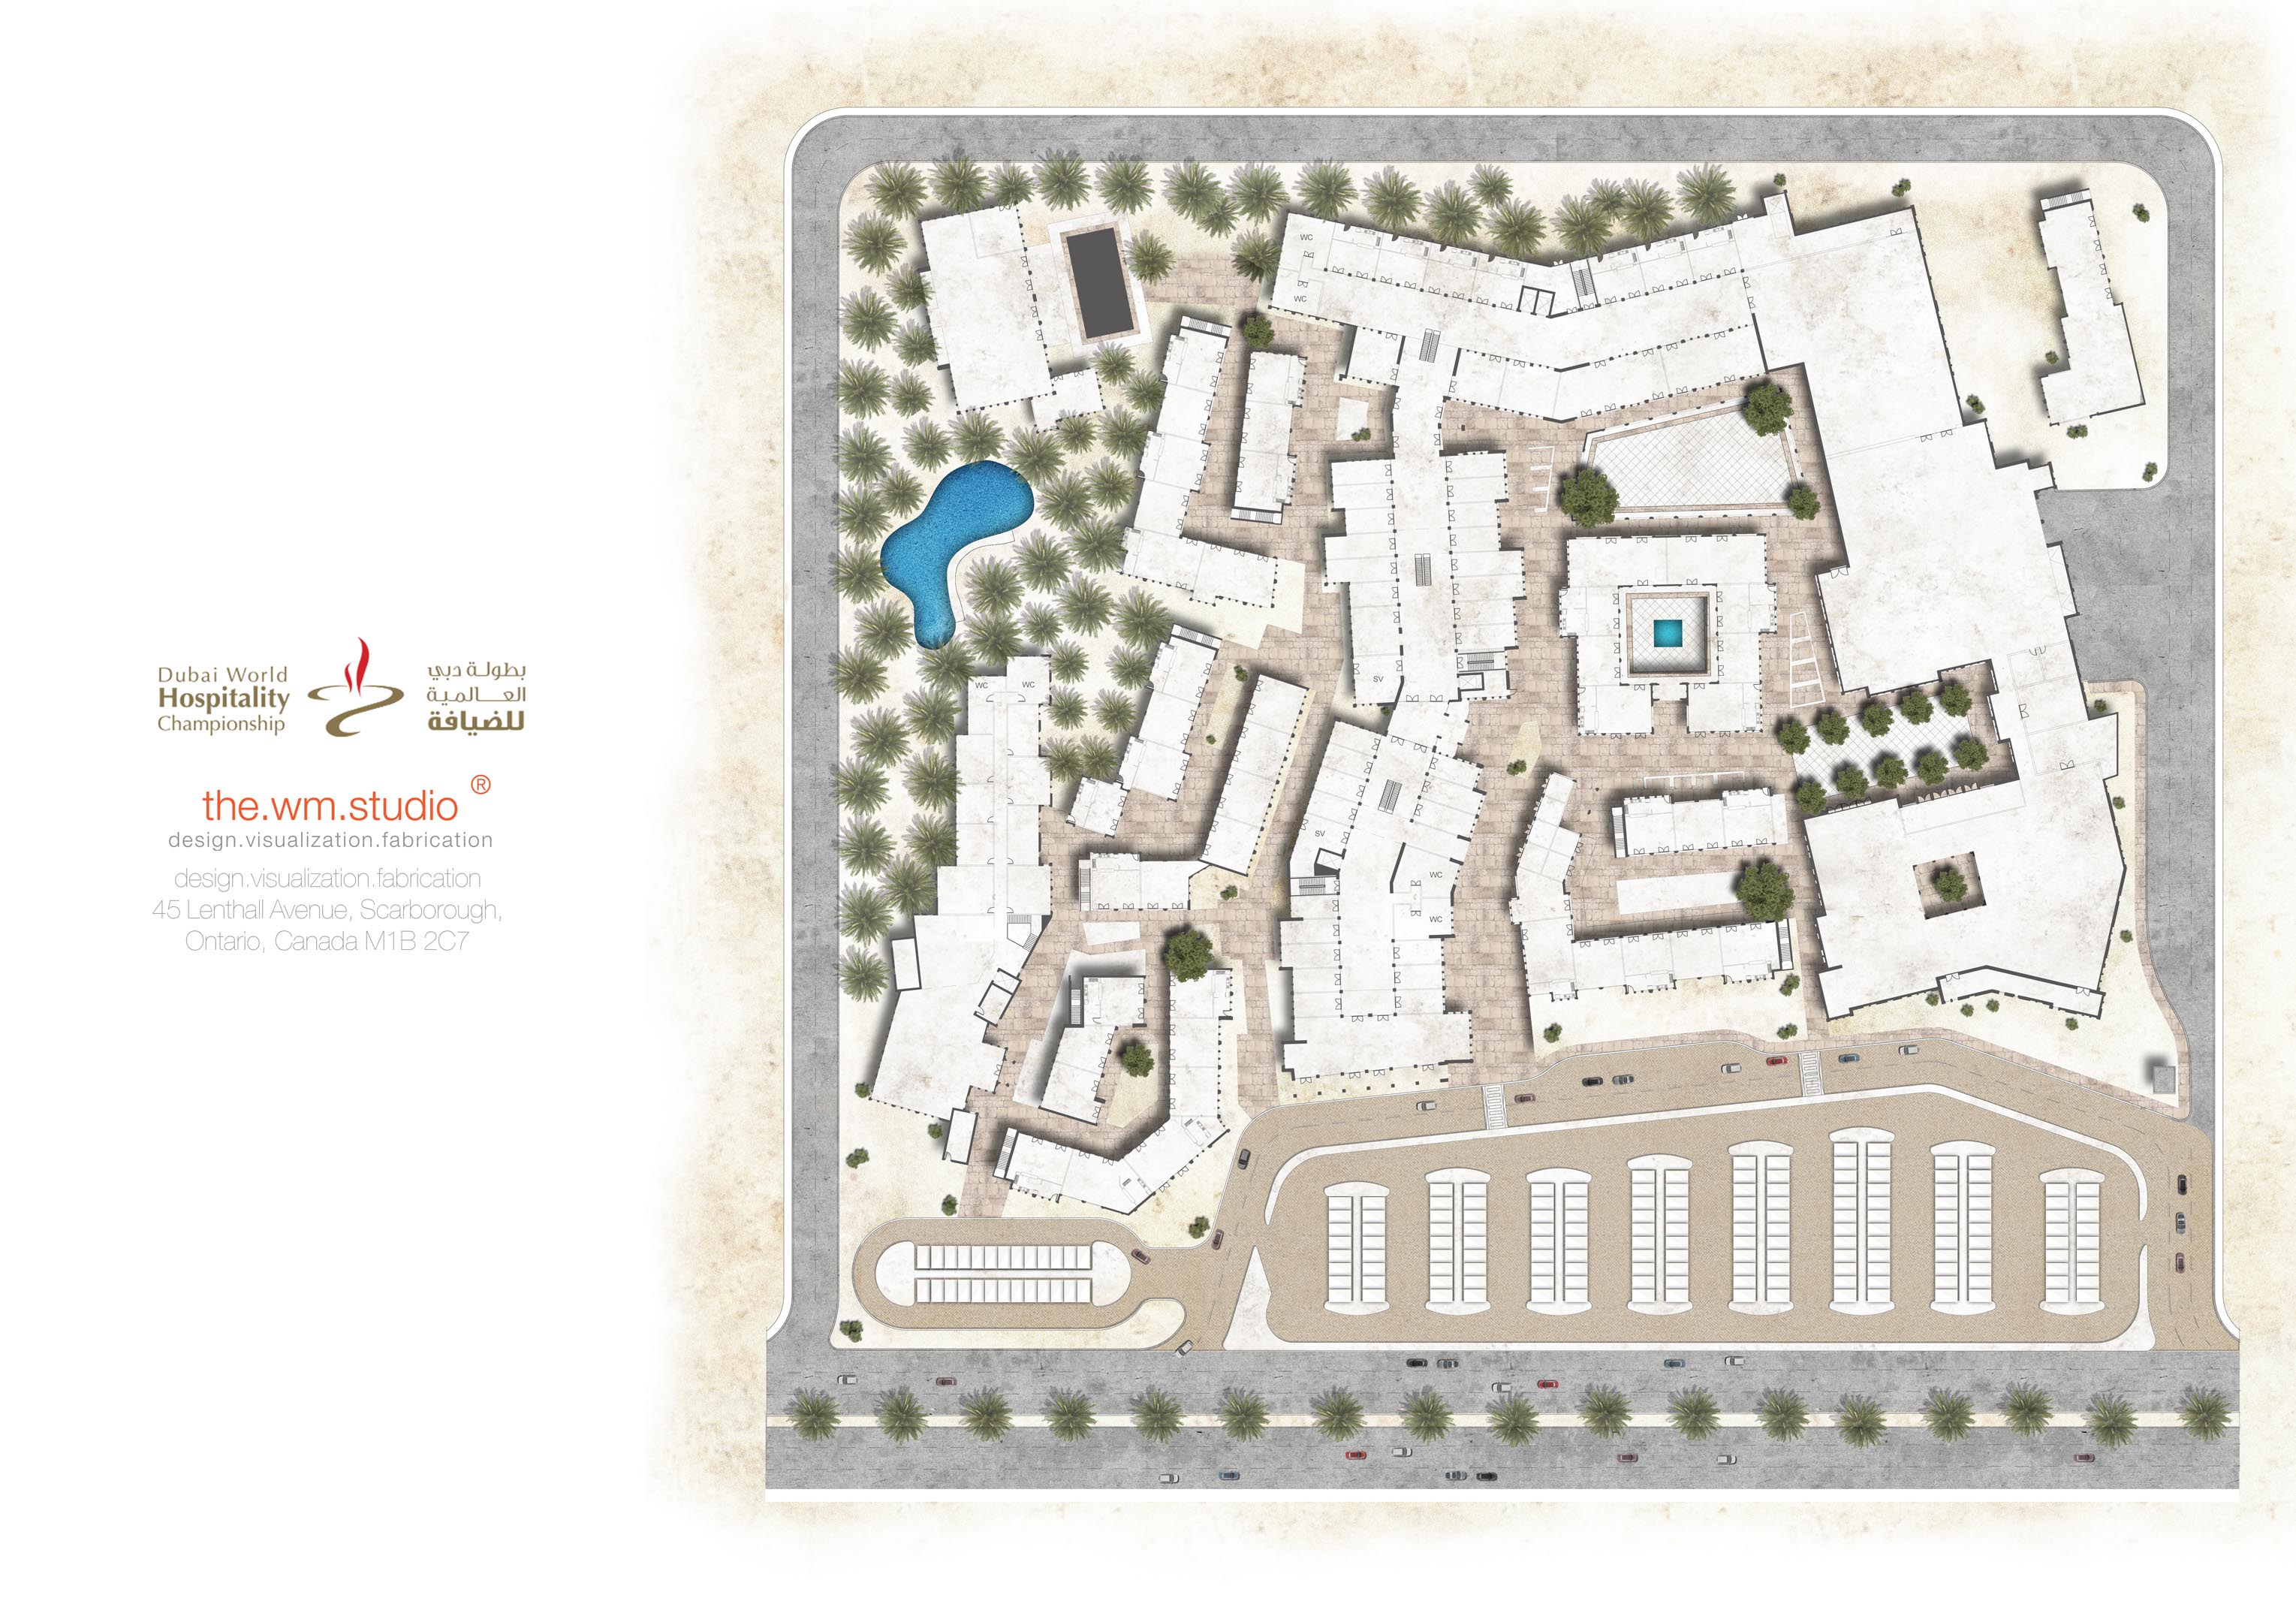 Dubai World
Hospitality
Championship
بطولة دبي
العالمية
للضيافة
the.wm.studio ®
design.visualization.fabrication
design.visualization.fabrication
45 Lenthall Avenue, Scarborough,
Ontario, Canada M1B 2C7
WC
WC
WC
WC
SV
SV
WC
WC